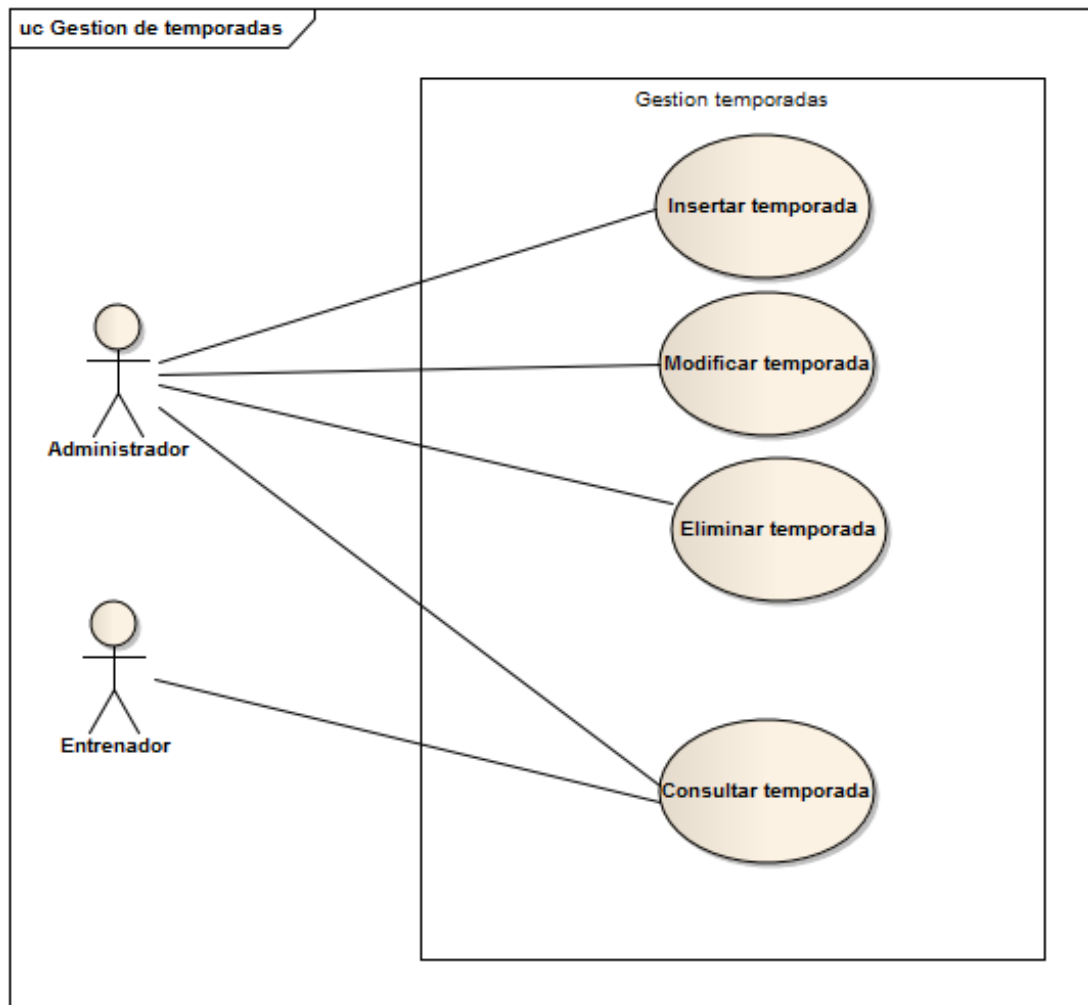 uc Gestion de temporadas
Gestion temporadas
Insertar temporada
Modificar temporada
Administrador
Eliminar temporada
Entrenador
Consultar temporada